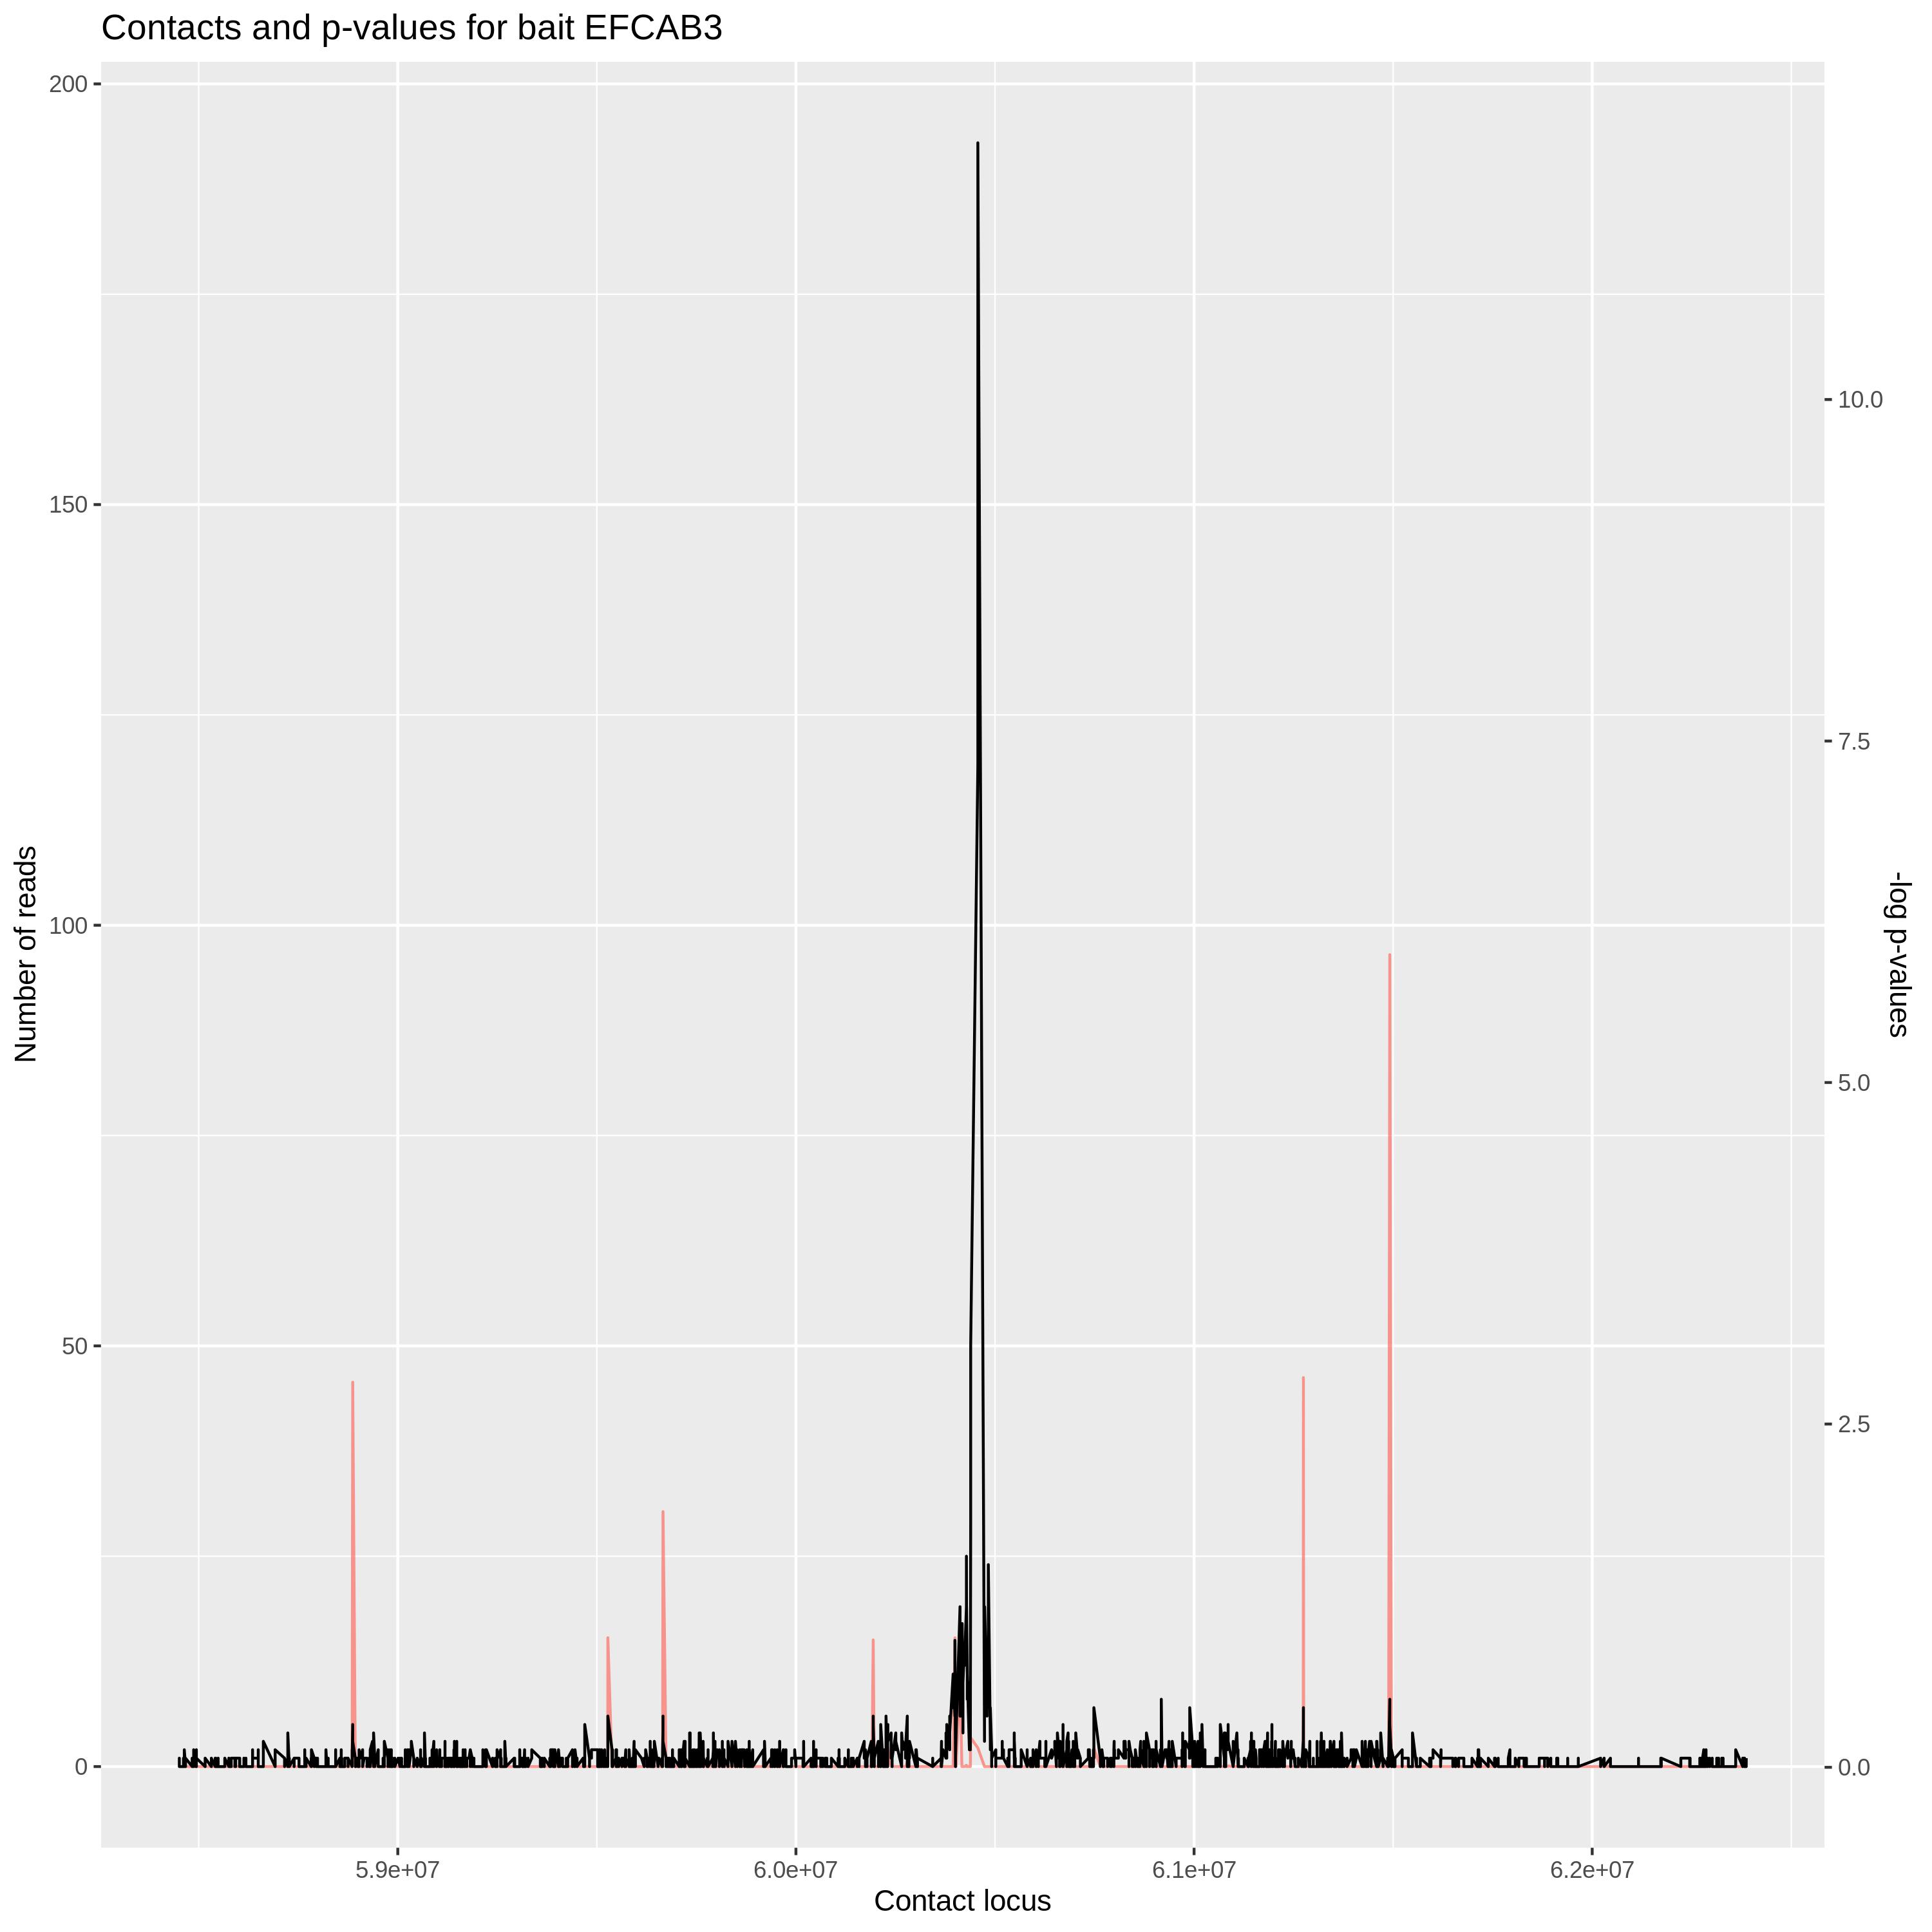 Contacts and p-values for bait EFCAB3
200
150
100
50
0
Number of reads
10.0
7.5
5.0
2.5
0.0
-log p-values
5.9e+07
6.0e+07
6.1e+07
6.2e+07
Contact locus